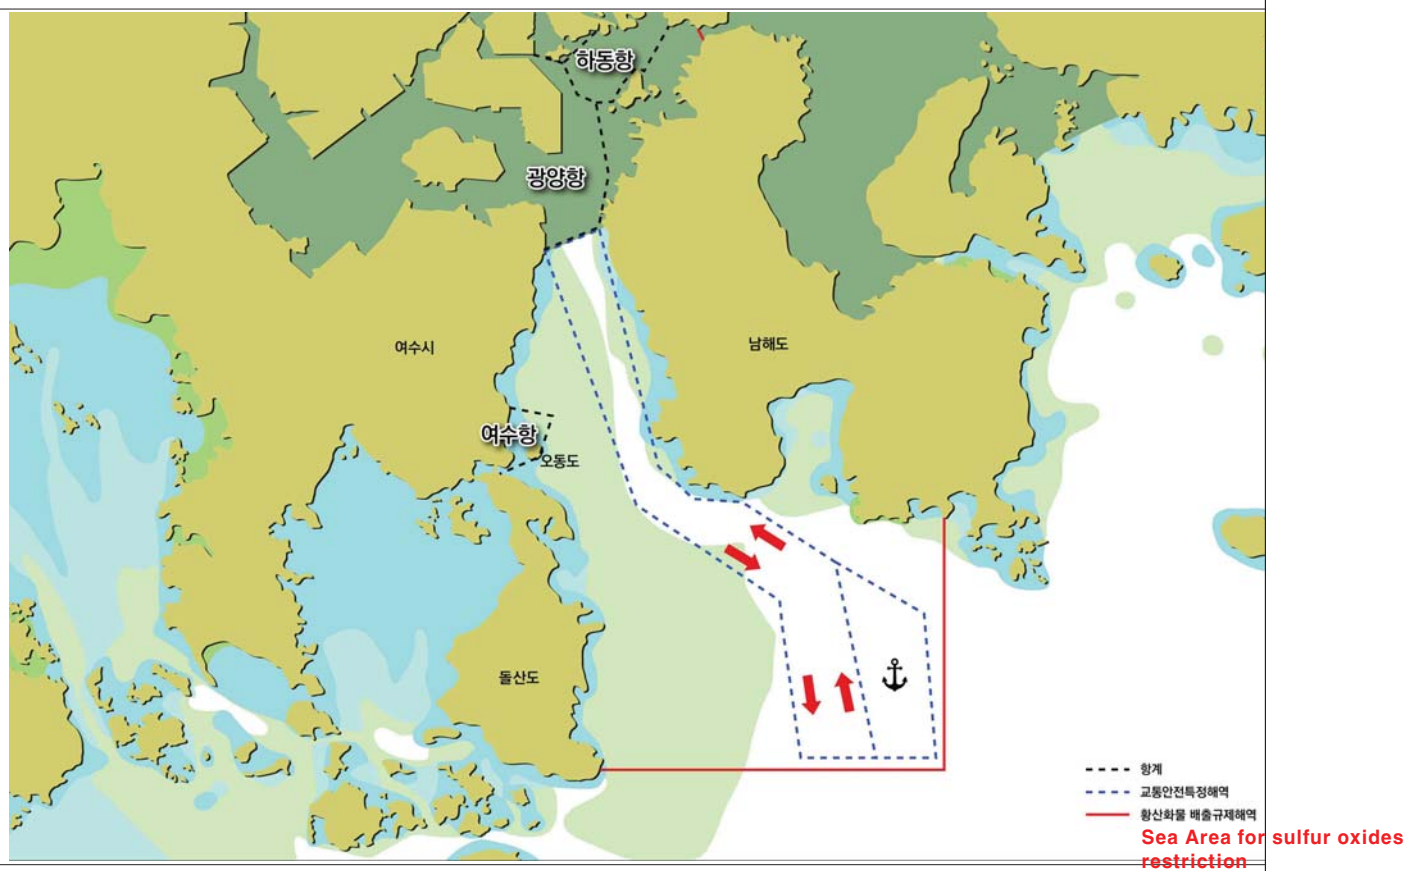 하동항
광양항
여수시
남해도
여수항
오동도
돌산도
항계
교통안전특정해역
황산화물 배출규제해역
Sea Area for sulfur oxides
restriction